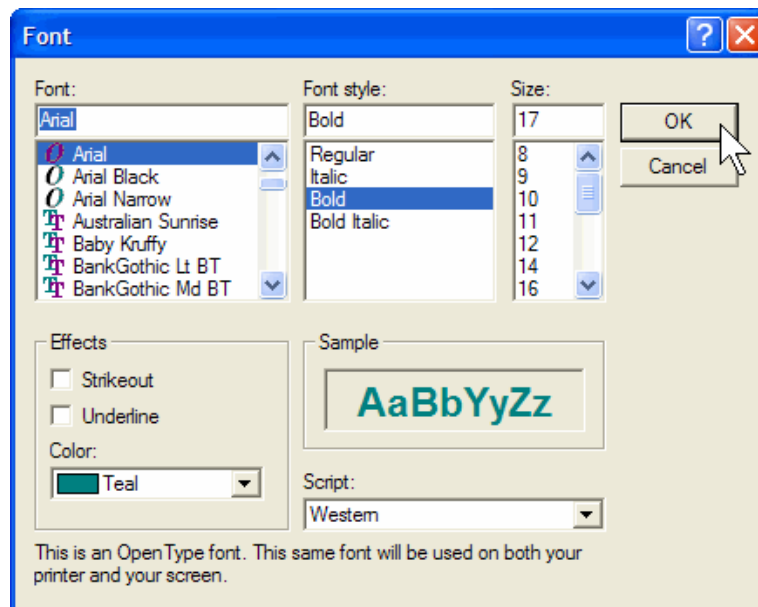 Font
Font:
Font style:
Size:
Arial
Bold
17
OK
Cancel
Arial
Arial Black
Arial Narrow
Australian Sunrise
Baby Kruffy
BankGothic Lt BT
BankGothic Md BT
Regular
Italic
Bold
Bold Italic
8
9
10
11
12
14
16
Effects
Strikeout
Underline
Color:
Teal
Sample
AaBbYyZz
Script:
Western
This is an OpenType font. This same font will be used on both your
printer and your screen.